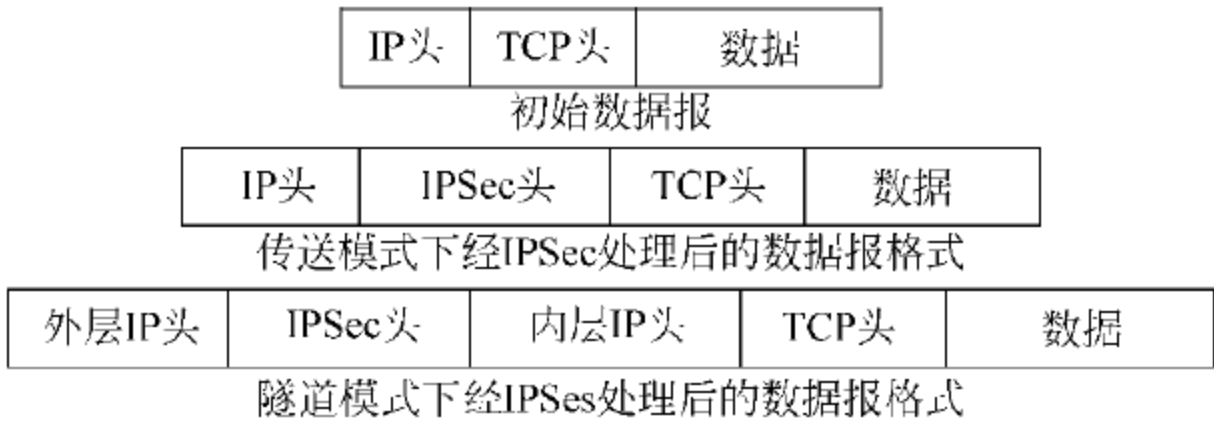 IP头 TCP头 数据
初始数据报
IP头 IPSec头 TCP头 数据
传送模式下经IPSec处理后的数据报格式
外层IP头 IPSec头 内层IP头 TCP头 数据
隧道模式下经IPSes处理后的数据报格式